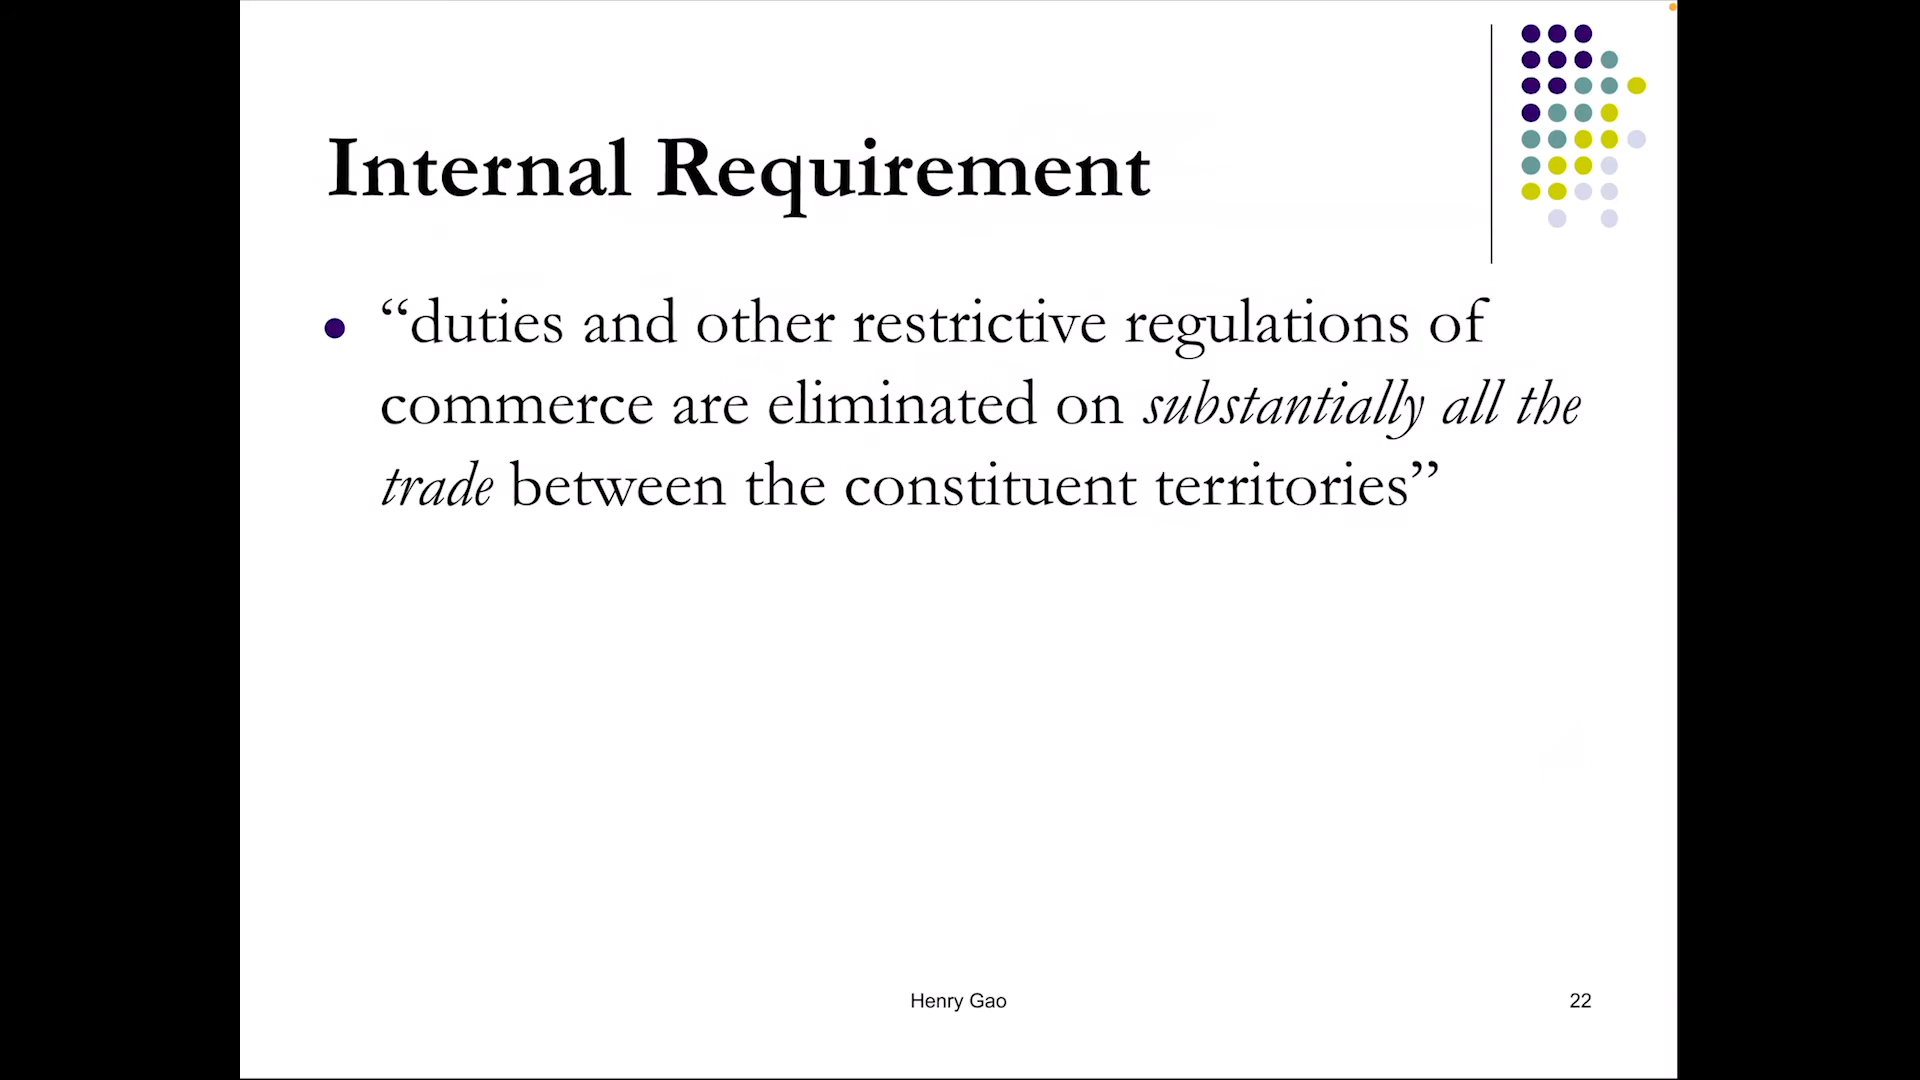 Internal Requirement
“duties and other restrictive regulations of
commerce are eliminated on substantially all the
trade between the constituent territories”
Henry Gao
22